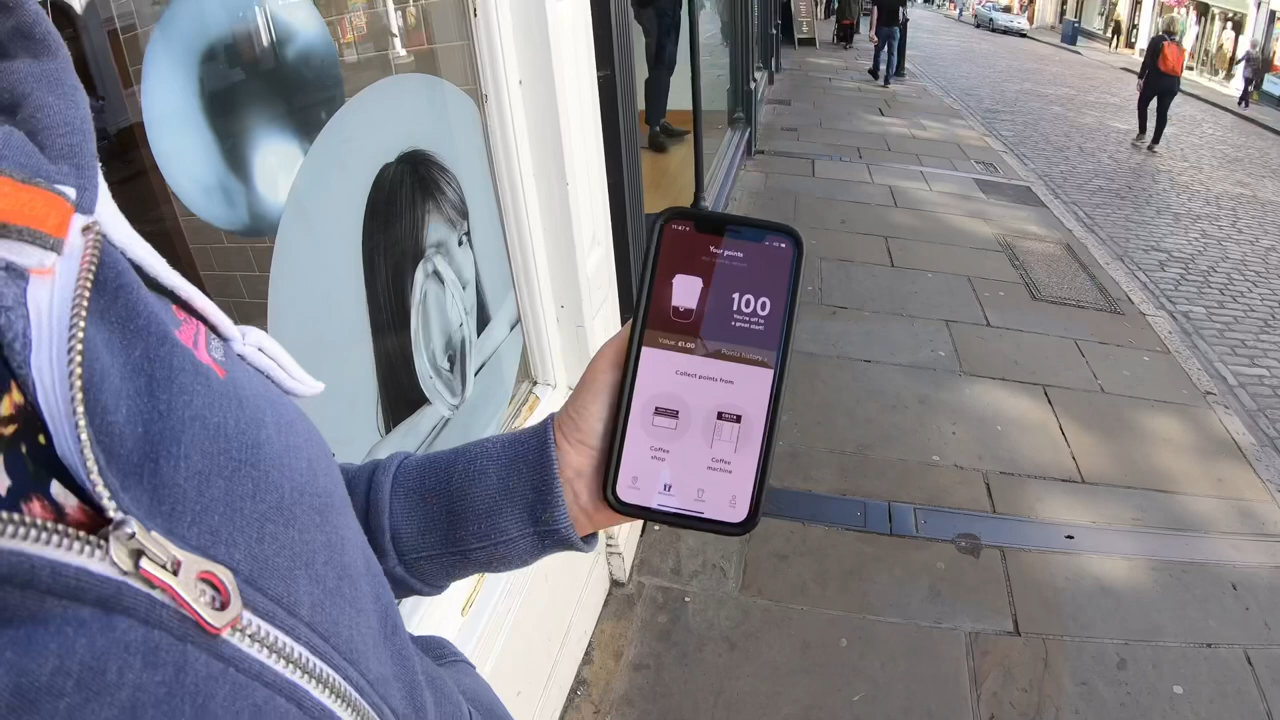 11:47
4G
Your points
100
You're off to
a great start!
Value: £1.00
Points history >
Collect points from
COSTA
Coffee
shop
Coffee
machine